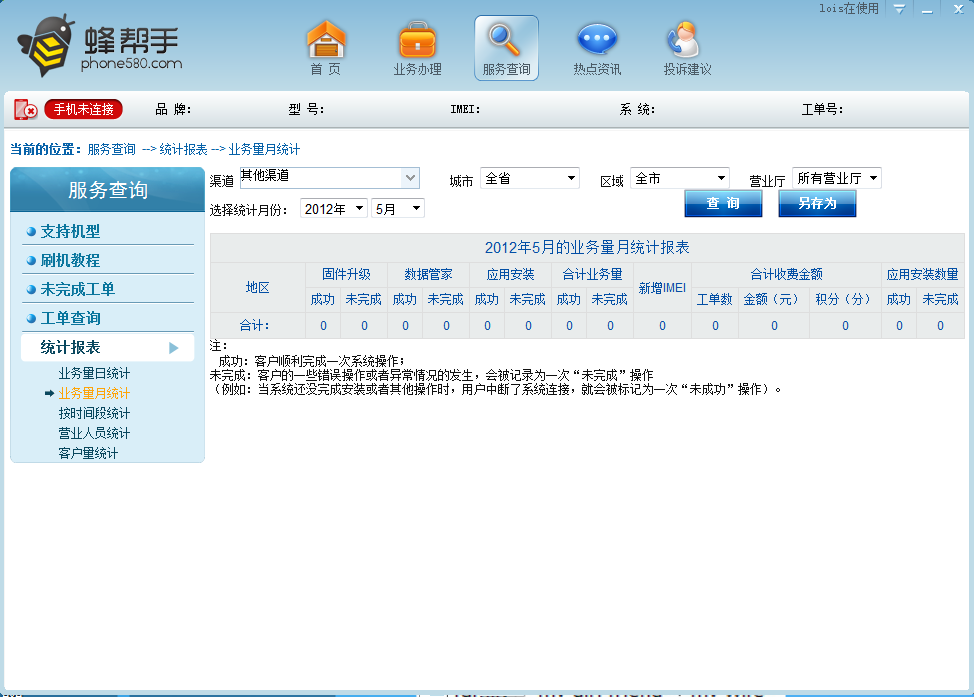 lois在使用
蜂帮手
phone580.com
首 页 业务办理 服务查询 热点资讯 投诉建议
手机未连接 品 牌: 型 号: IMEI: 系 统: 工单号:
当前的位置: 服务查询 --> 统计报表 --> 业务量月统计
服务查询
支持机型
刷机教程
未完成工单
工单查询
统计报表
业务量日统计
业务量月统计
按时间段统计
营业人员统计
客户量统计
渠道 其他渠道 城市 全省 区域 全市 营业厅 所有营业厅
选择统计月份: 2012年 5月 查 询 另存为
2012年5月的业务量月统计报表
地区 固件升级 数据管家 应用安装 合计业务量 新增IMEI 合计收费金额 应用安装数量
成功 未完成 成功 未完成 成功 未完成 成功 未完成 工单数 金额（元） 积分（分） 成功 未完成
合计: 0 0 0 0 0 0 0 0 0 0 0 0 0 0
注:
成功: 客户顺利完成一次系统操作;
未完成: 客户的一些错误操作或者异常情况的发生, 会被记录为一次“未完成”操作
（例如: 当系统还没完成安装或者其他操作时, 用户中断了系统连接, 就会被标记为一次“未成功”操作）。